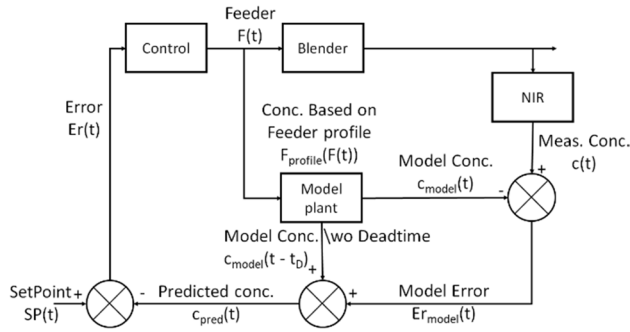 Feeder
F(t)
Control
Blender
NIR
Error
Er(t)
Conc. Based on
Feeder profile
Fprofile(F(t))
Meas. Conc.
c(t)
+
Model Conc.
cmodel(t)
-
Model
plant
Model Conc. \wo Deadtime
cmodel(t - tD)
+
SetPoint +
SP(t)
-
Predicted conc.
cpred(t)
+
Model Error
Ermodel(t)